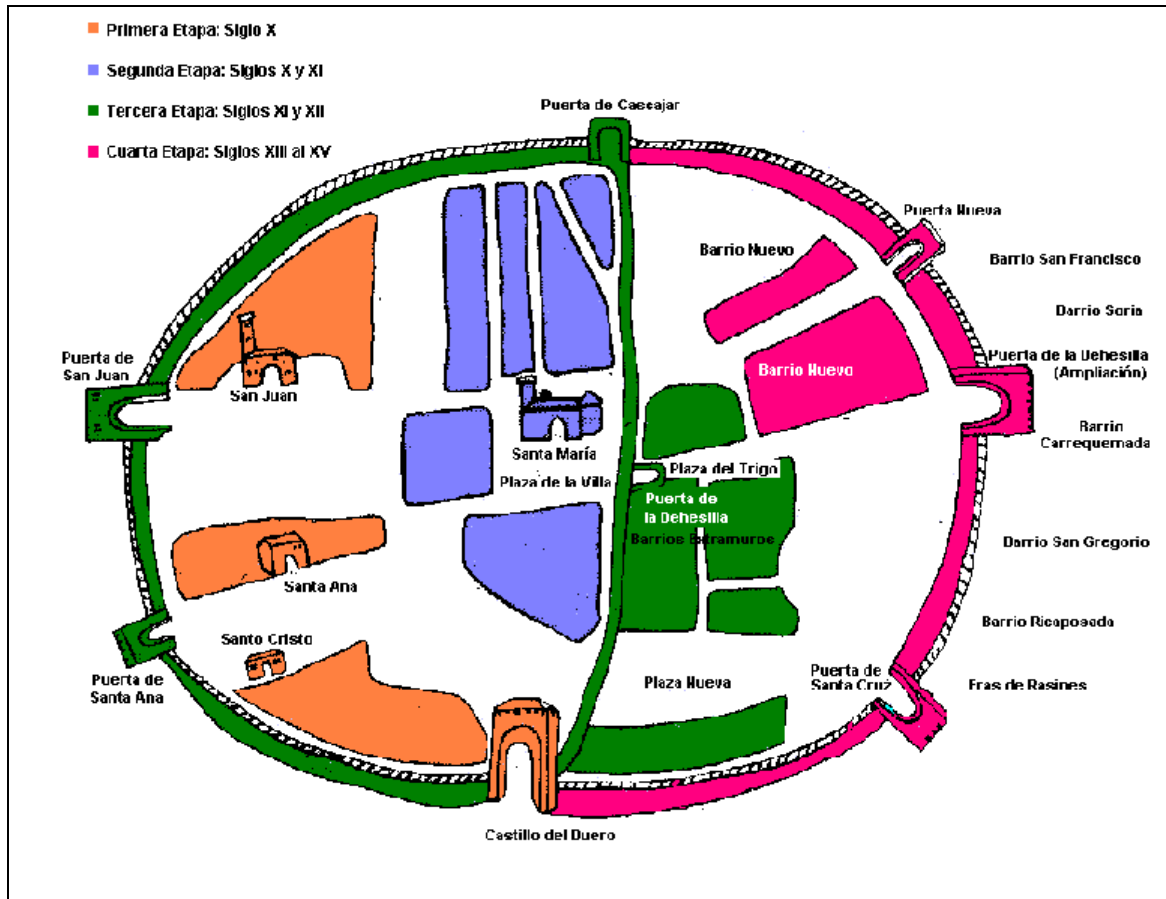 Primera Etapa: Siglo X
Segunda Etapa: Siglos X y XI
Tercera Etapa: Siglos XI y XII
Cuarta Etapa: Siglos XIII al XV
Puerta de Cascajar
Puerta Nueva
Barrio Nuevo
Barrio San Francisco
Darrio Soria
Puerta de
San Juan
Puerta de la Dehesilla
(Ampliación)
Barrio Nuevo
San Juan
Barrio
Carrequemada
Santa María
Plaza de la Villa
Plaza del Trigo
Puerta de
la Dehesilla
Barrios Extramuros
Darrio San Gregorio
Santa Ana
Barrio Ricaposada
Santo Cristo
Puerta de
Santa Ana
Plaza Nueva
Puerta de
Santa Cruz
Eras de Rasines
Castillo del Duero